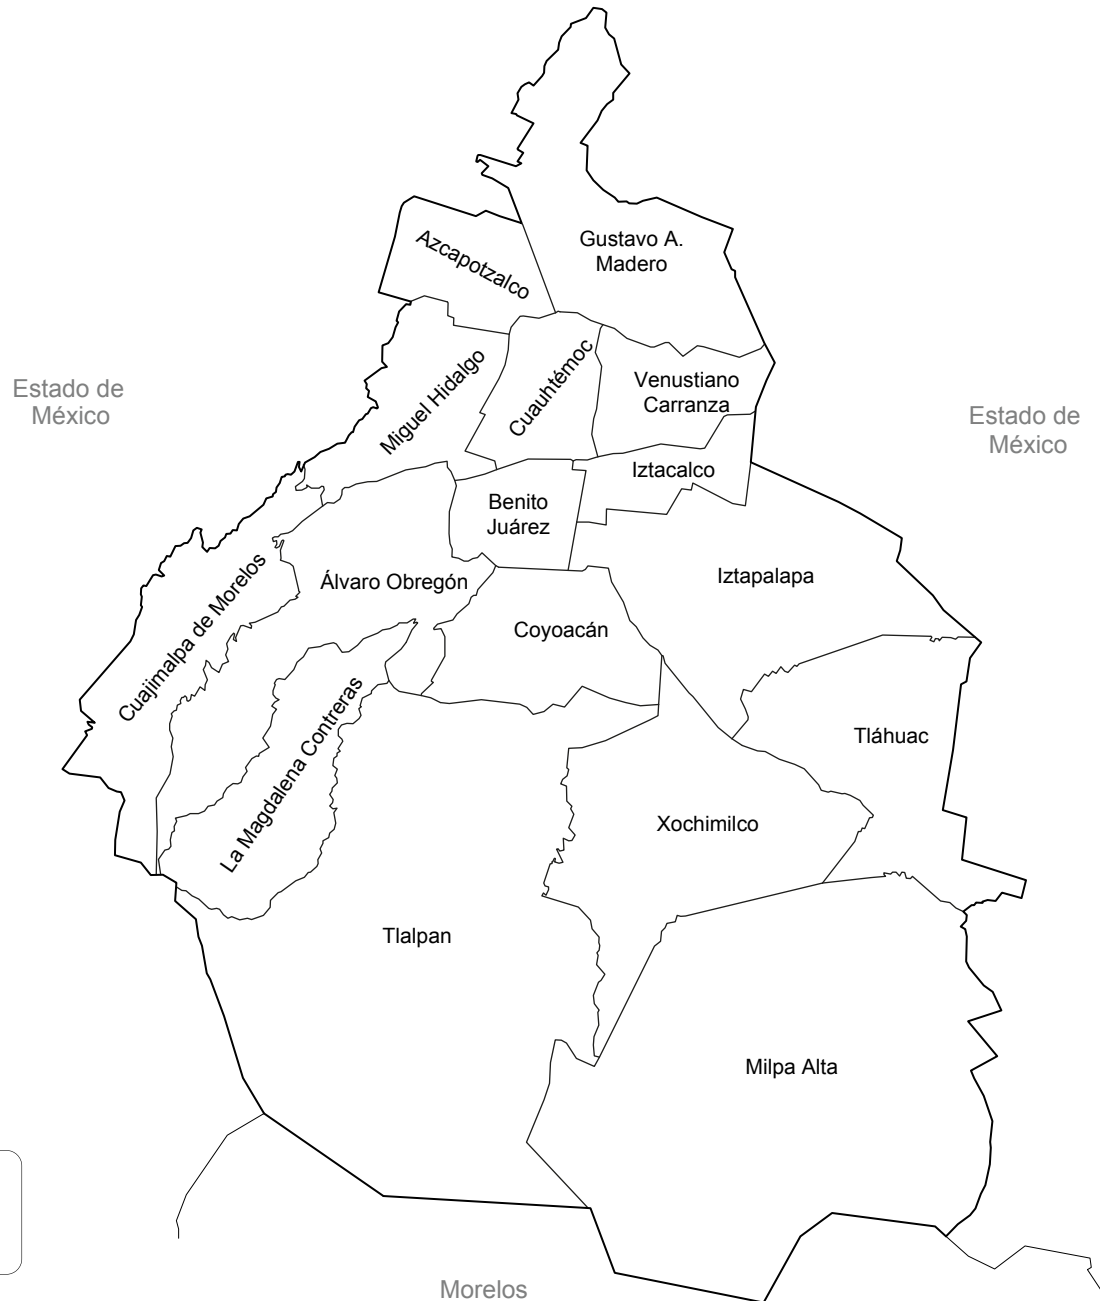 Gustavo A.
Madero
Azcapotzalco
Miguel Hidalgo
Cuauhtémoc
Venustiano
Carranza
Estado de
México
Estado de
México
Iztacalco
Benito
Juárez
Álvaro Obregón
Iztapalapa
Cuajimalpa de Morelos
Coyoacán
La Magdalena Contreras
Tláhuac
Xochimilco
Tlalpan
Milpa Alta
Morelos